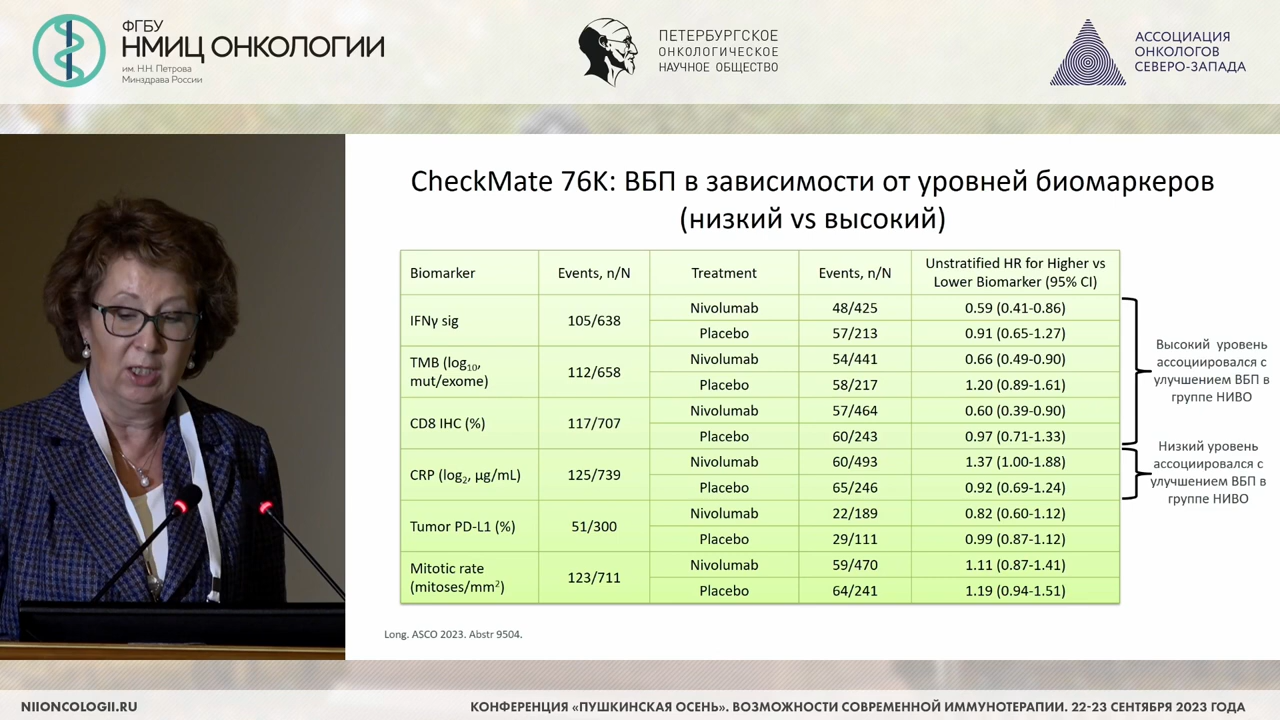 ФГБУ
НМИЦ ОНКОЛОГИИ
им. Н.Н. Петрова
Минздрава России
ПЕТЕРБУРГСКОЕ
ОНКОЛОГИЧЕСКОЕ
НАУЧНОЕ ОБЩЕСТВО
АССОЦИАЦИЯ
ОНКОЛОГОВ
СЕВЕРО-ЗАПАДА
CheckMate 76K: ВБП в зависимости от уровней биомаркеров
(низкий vs высокий)
Biomarker Events, n/N Treatment Events, n/N Unstratified HR for Higher vs
Lower Biomarker (95% CI)
IFNγ sig 105/638 Nivolumab 48/425 0.59 (0.41-0.86)
Placebo 57/213 0.91 (0.65-1.27)
TMB (log10, mut/exome) 112/658 Nivolumab 54/441 0.66 (0.49-0.90)
Placebo 58/217 1.20 (0.89-1.61)
CD8 IHC (%) 117/707 Nivolumab 57/464 0.60 (0.39-0.90)
Placebo 60/243 0.97 (0.71-1.33)
CRP (log2, µg/mL) 125/739 Nivolumab 60/493 1.37 (1.00-1.88)
Placebo 65/246 0.92 (0.69-1.24)
Tumor PD-L1 (%) 51/300 Nivolumab 22/189 0.82 (0.60-1.12)
Placebo 29/111 0.99 (0.87-1.12)
Mitotic rate (mitoses/mm2) 123/711 Nivolumab 59/470 1.11 (0.87-1.41)
Placebo 64/241 1.19 (0.94-1.51)
Высокий уровень
ассоциировался с
улучшением ВБП в
группе НИВО
Низкий уровень
ассоциировался с
улучшением ВБП в
группе НИВО
Long. ASCO 2023. Abstr 9504.
NIIONCOLOGII.RU
КОНФЕРЕНЦИЯ «ПУШКИНСКАЯ ОСЕНЬ». ВОЗМОЖНОСТИ СОВРЕМЕННОЙ ИММУНОТЕРАПИИ. 22-23 СЕНТЯБРЯ 2023 ГОДА